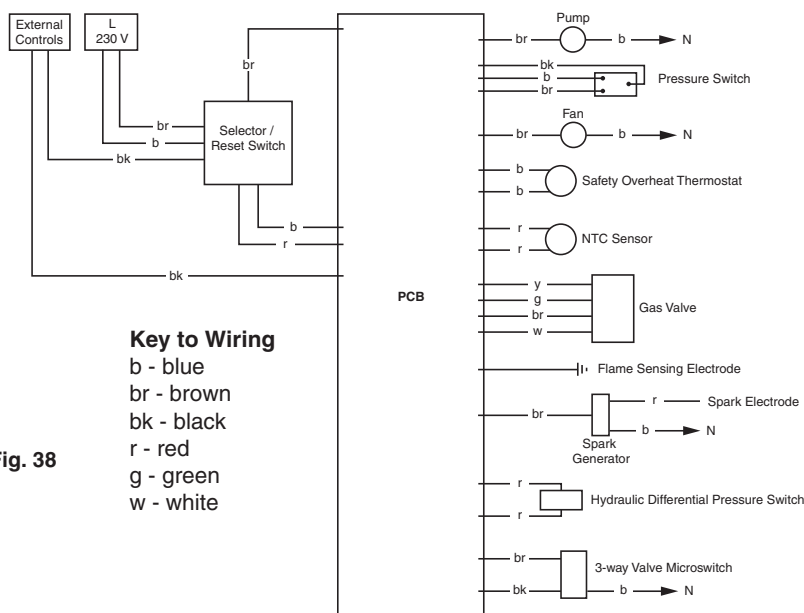 External
Controls
L
230 V
br
Selector /
Reset Switch
br
b
bk
b
r
bk
PCB
Pump
br
b
N
bk
b
br
Pressure Switch
Fan
br
b
N
b
b
Safety Overheat Thermostat
r
r
NTC Sensor
y
g
br
w
Gas Valve
Flame Sensing Electrode
br
r
Spark Electrode
b
N
Spark
Generator
r
r
Hydraulic Differential Pressure Switch
br
bk
3-way Valve Microswitch
b
N
Key to Wiring
b - blue
br - brown
bk - black
r - red
g - green
w - white
ig. 38